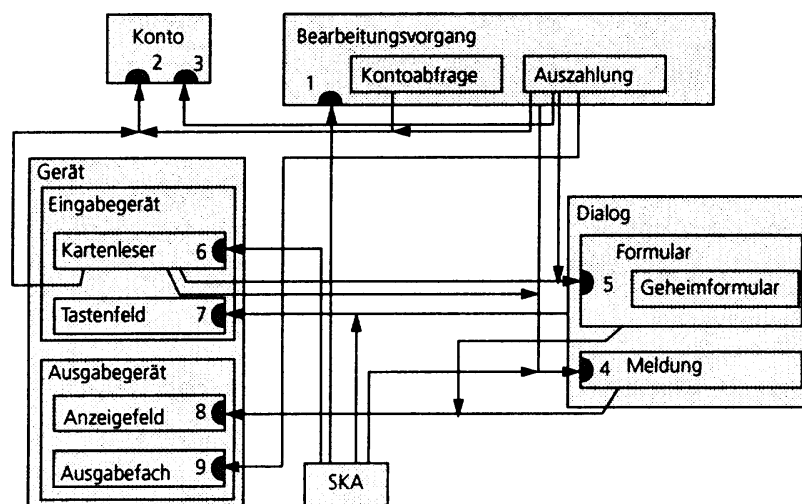 Konto
2 3
Bearbeitungsvorgang
1
Kontoabfrage
Auszahlung
Gerät
Eingabegerät
Kartenleser 6
Tastenfeld 7
Ausgabegerät
Anzeigefeld 8
Ausgabefach 9
SKA
Dialog
Formular
5
Geheimformular
4 Meldung